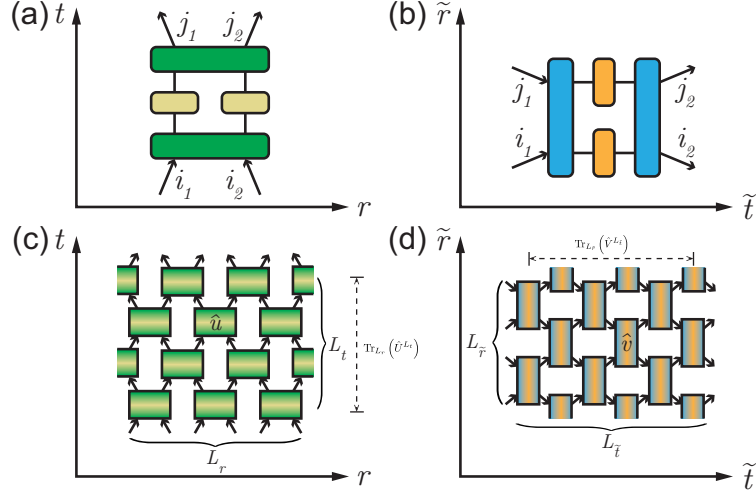 (a) t
j₁ j₂
i₁ i₂
r
(b) r̃
j₁ j₂
i₁ i₂
t̃
(c) t
û
L_t
Tr_{L_r}(Û^{L_t})
L_r
r
(d) r̃
Tr_{L_r}(V̂^{L_t})
L_r̃
v̂
L_t̃
t̃